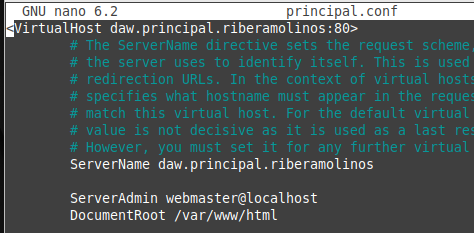 GNU nano 6.2 principal.conf
<VirtualHost daw.principal.riberamolinos:80>
# The ServerName directive sets the request scheme,
# the server uses to identify itself. This is used
# redirection URLs. In the context of virtual hosts
# specifies what hostname must appear in the reques
# match this virtual host. For the default virtual
# value is not decisive as it is used as a last res
# However, you must set it for any further virtual
ServerName daw.principal.riberamolinos
ServerAdmin webmaster@localhost
DocumentRoot /var/www/html